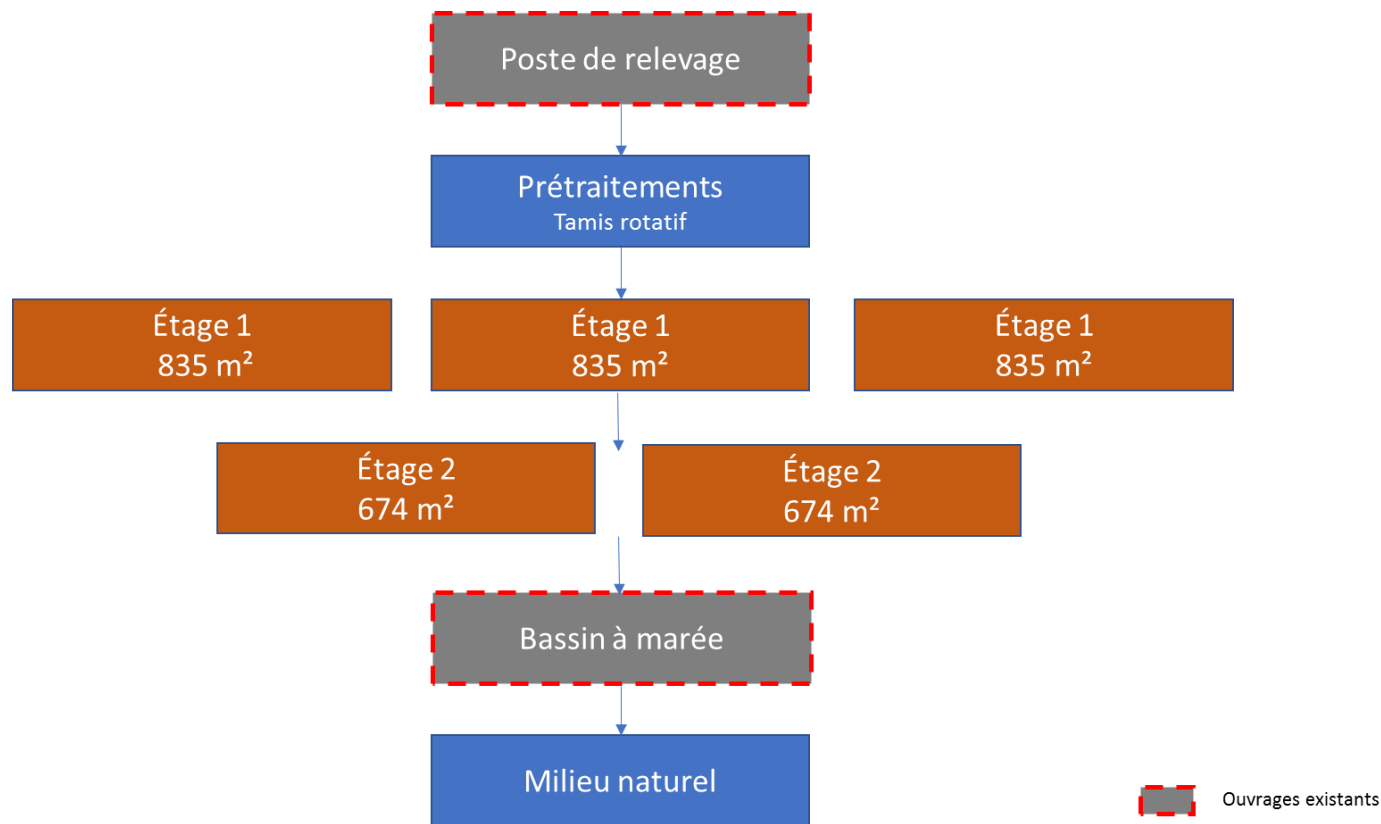 Poste de relevage
Prétraitements
Tamis rotatif
Étage 1
835 m²
Étage 1
835 m²
Étage 1
835 m²
Étage 2
674 m²
Étage 2
674 m²
Bassin à marée
Milieu naturel
Ouvrages existants